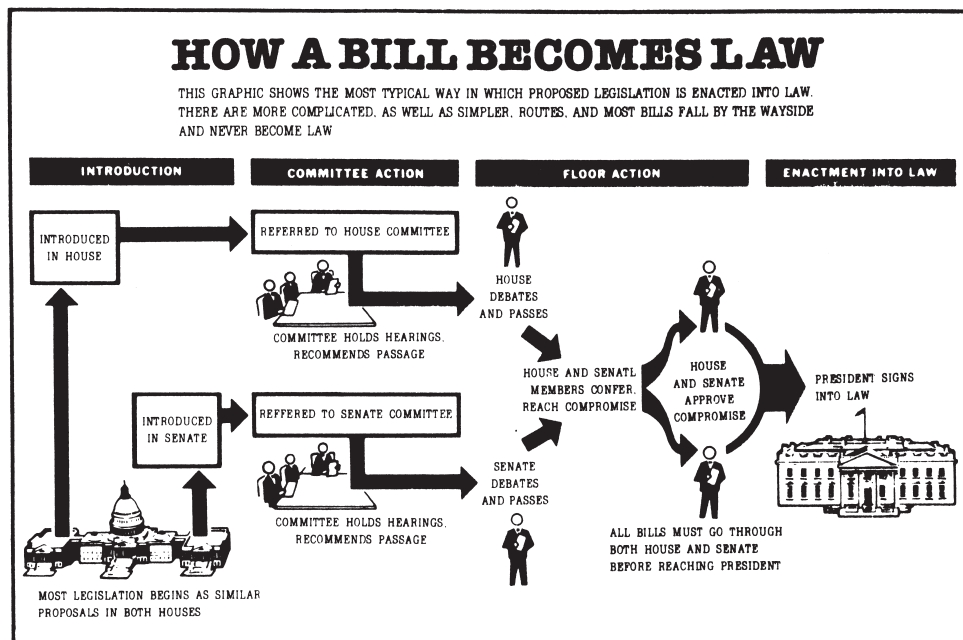 HOW A BILL BECOMES LAW
THIS GRAPHIC SHOWS THE MOST TYPICAL WAY IN WHICH PROPOSED LEGISLATION IS ENACTED INTO LAW.
THERE ARE MORE COMPLICATED, AS WELL AS SIMPLER, ROUTES, AND MOST BILLS FALL BY THE WAYSIDE
AND NEVER BECOME LAW
INTRODUCTION
COMMITTEE ACTION
FLOOR ACTION
ENACTMENT INTO LAW
INTRODUCED
IN HOUSE
REFERRED TO HOUSE COMMITTEE
COMMITTEE HOLDS HEARINGS,
RECOMMENDS PASSAGE
HOUSE
DEBATES
AND PASSES
INTRODUCED
IN SENATE
REFFERED TO SENATE COMMITTEE
COMMITTEE HOLDS HEARINGS,
RECOMMENDS PASSAGE
SENATE
DEBATES
AND PASSES
HOUSE AND SENATE
MEMBERS CONFER,
REACH COMPROMISE
HOUSE
AND SENATE
APPROVE
COMPROMISE
PRESIDENT SIGNS
INTO LAW
ALL BILLS MUST GO THROUGH
BOTH HOUSE AND SENATE
BEFORE REACHING PRESIDENT
MOST LEGISLATION BEGINS AS SIMILAR
PROPOSALS IN BOTH HOUSES